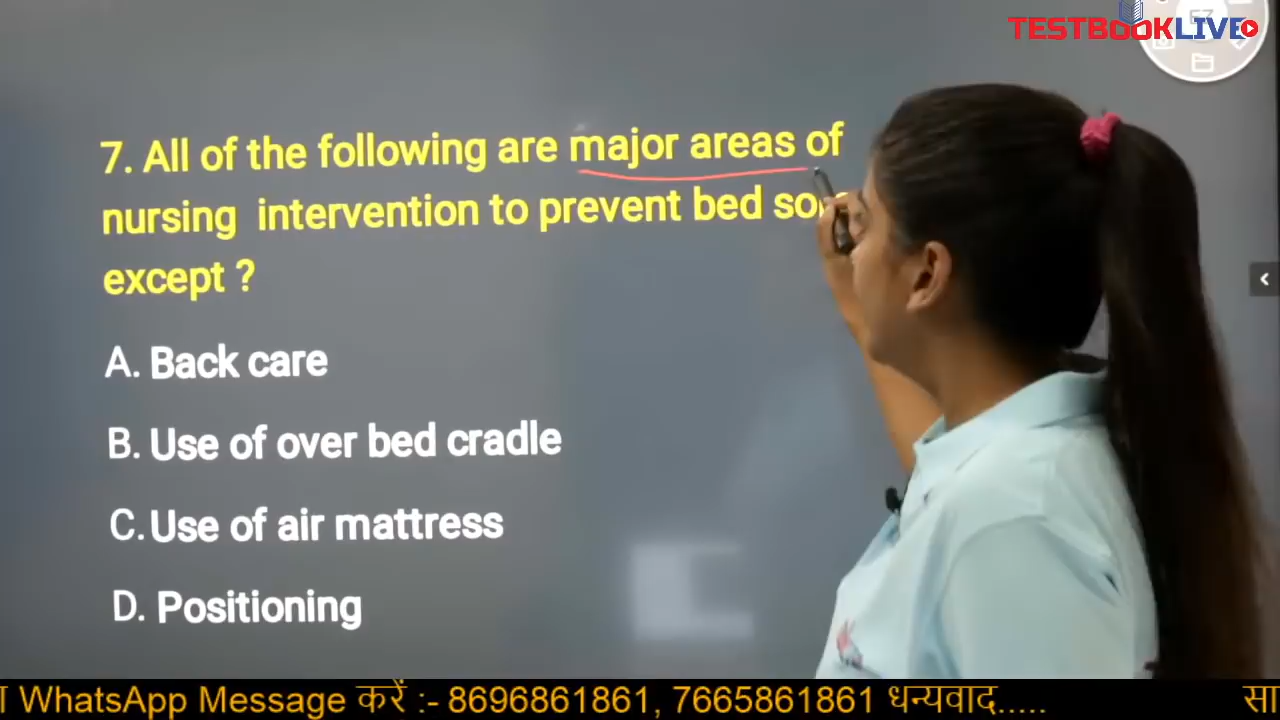 TESTBOOKLIVE
7. All of the following are major areas of
nursing intervention to prevent bed
except ?
A. Back care
B. Use of over bed cradle
C. Use of air mattress
D. Positioning
WhatsApp Message करें :- 8696861861, 7665861861 धन्यवाद..... सा